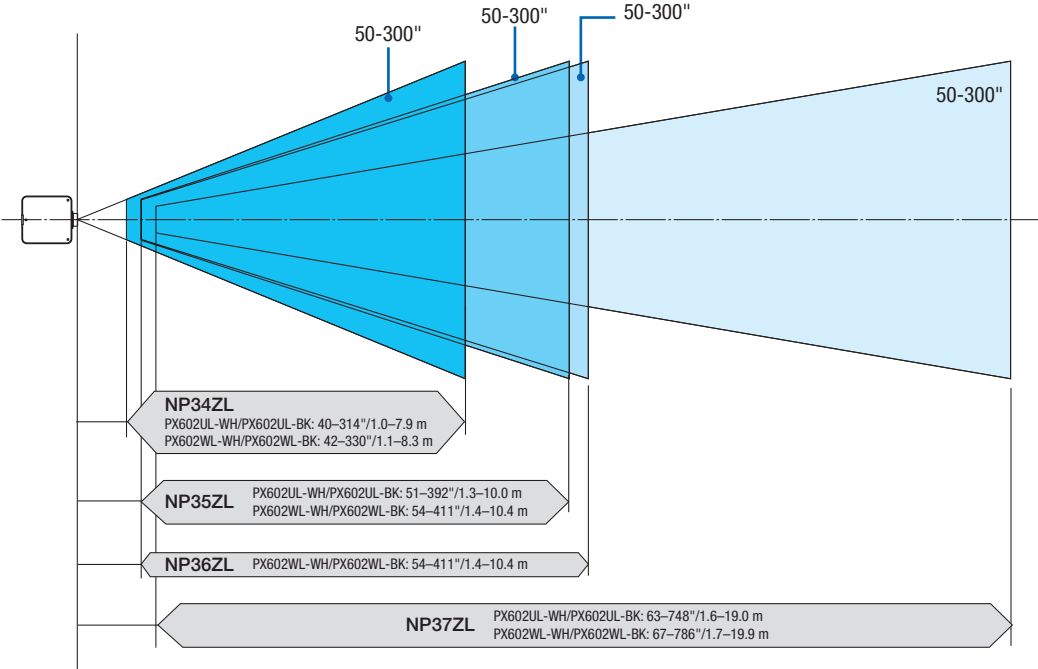 50-300"
50-300"
50-300"
50-300"
NP34ZL
PX602UL-WH/PX602UL-BK: 40–314"/1.0–7.9 m
PX602WL-WH/PX602WL-BK: 42–330"/1.1–8.3 m
NP35ZL
PX602UL-WH/PX602UL-BK: 51–392"/1.3–10.0 m
PX602WL-WH/PX602WL-BK: 54–411"/1.4–10.4 m
NP36ZL PX602WL-WH/PX602WL-BK: 54–411"/1.4–10.4 m
NP37ZL
PX602UL-WH/PX602UL-BK: 63–748"/1.6–19.0 m
PX602WL-WH/PX602WL-BK: 67–786"/1.7–19.9 m